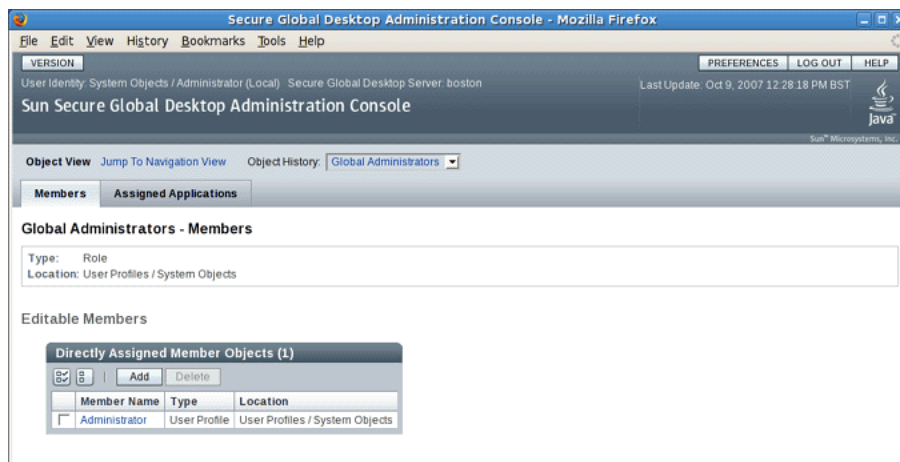 Secure Global Desktop Administration Console - Mozilla Firefox
File Edit View History Bookmarks Tools Help
VERSION PREFERENCES LOG OUT HELP
User Identity: System Objects / Administrator (Local) Secure Global Desktop Server: boston Last Update: Oct 9, 2007 12:28:18 PM BST
Sun Secure Global Desktop Administration Console
Java
Sun™ Microsystems, Inc.
Object View Jump To Navigation View Object History: Global Administrators
Members Assigned Applications
Global Administrators - Members
Type: Role
Location: User Profiles / System Objects
Editable Members
Directly Assigned Member Objects (1)
Add Delete
Member Name Type Location
Administrator User Profile User Profiles / System Objects